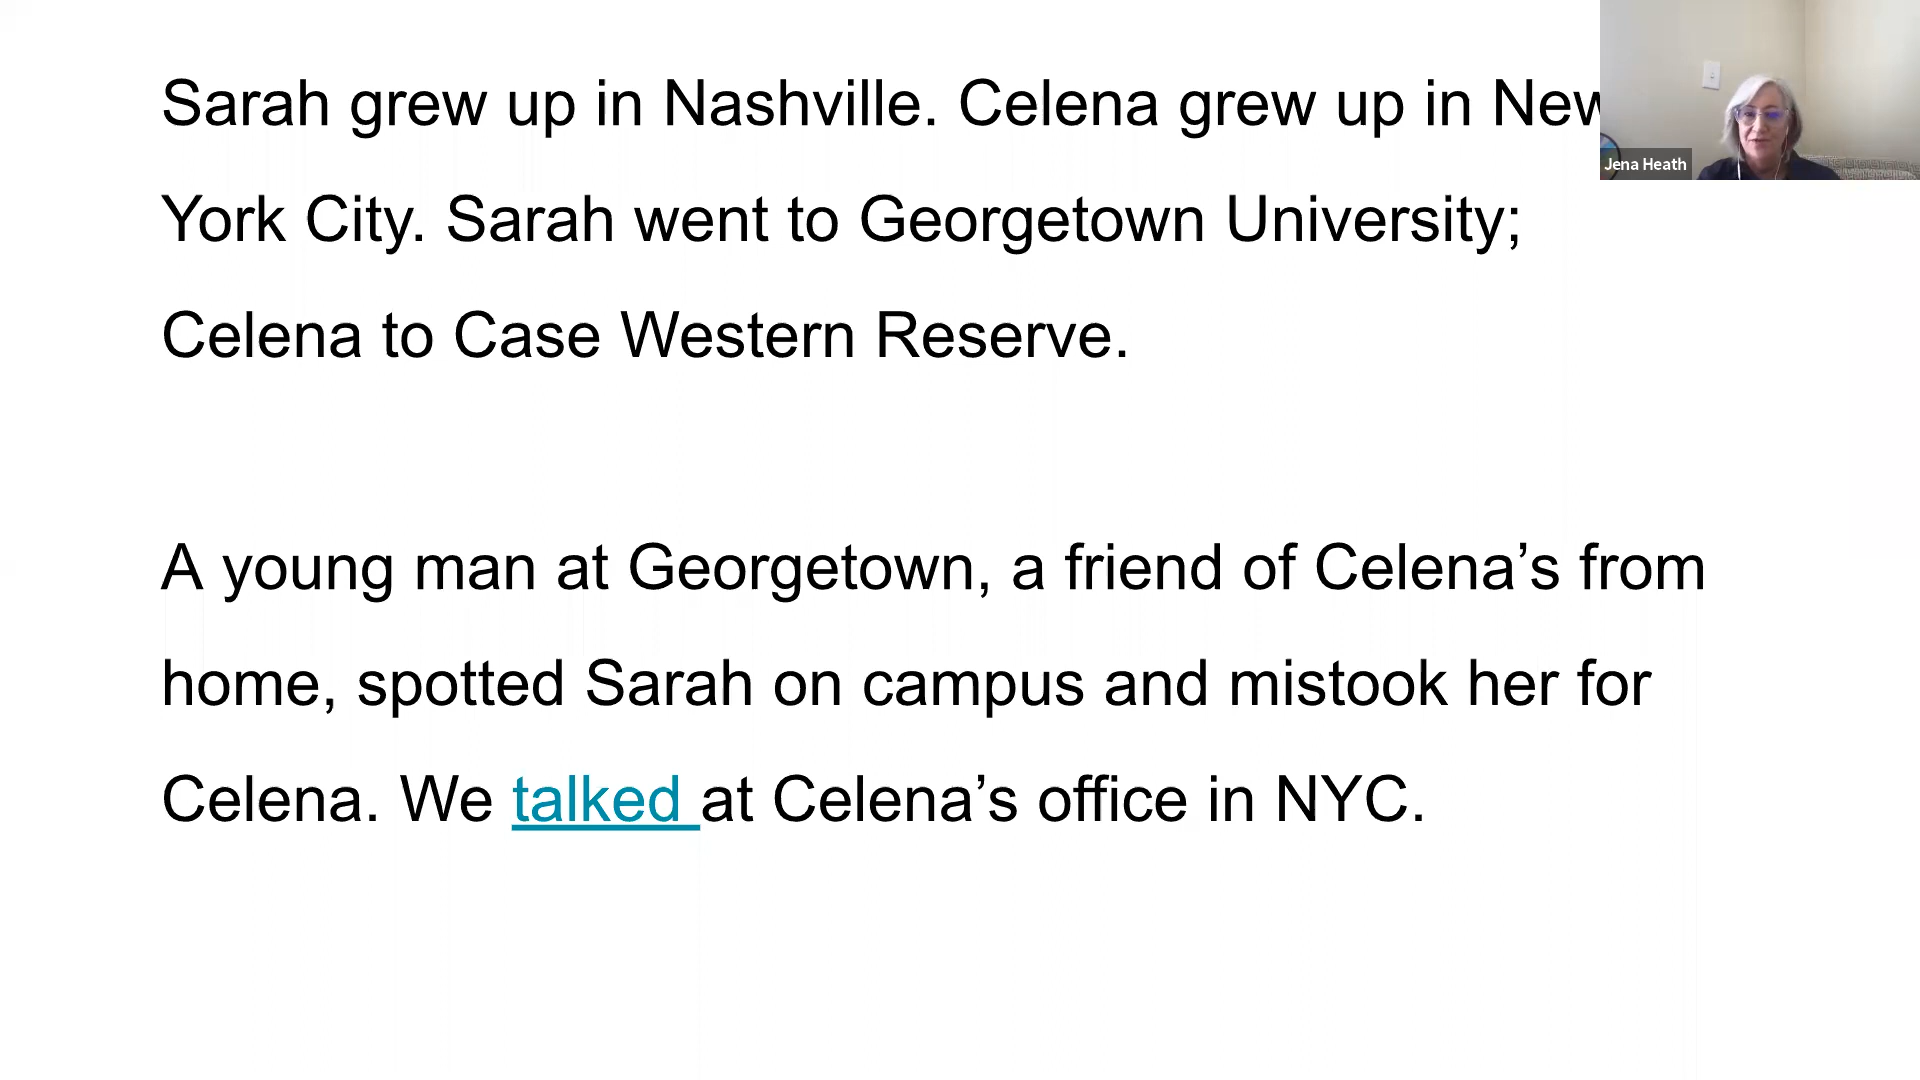 Sarah grew up in Nashville. Celena grew up in New
York City. Sarah went to Georgetown University;
Celena to Case Western Reserve.
A young man at Georgetown, a friend of Celena’s from
home, spotted Sarah on campus and mistook her for
Celena. We talked at Celena’s office in NYC.
Jena Heath